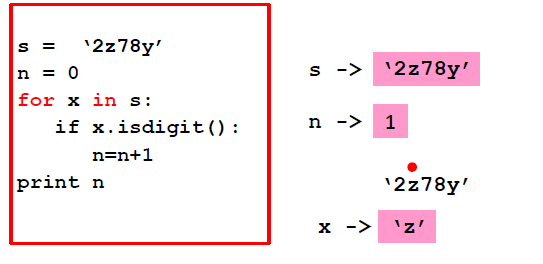 s =  ‘2z78y’
n = 0
for x in s:
   if x.isdigit():
      n=n+1
print n
s -> ‘2z78y’
n -> 1
‘2z78y’
x -> ‘z’